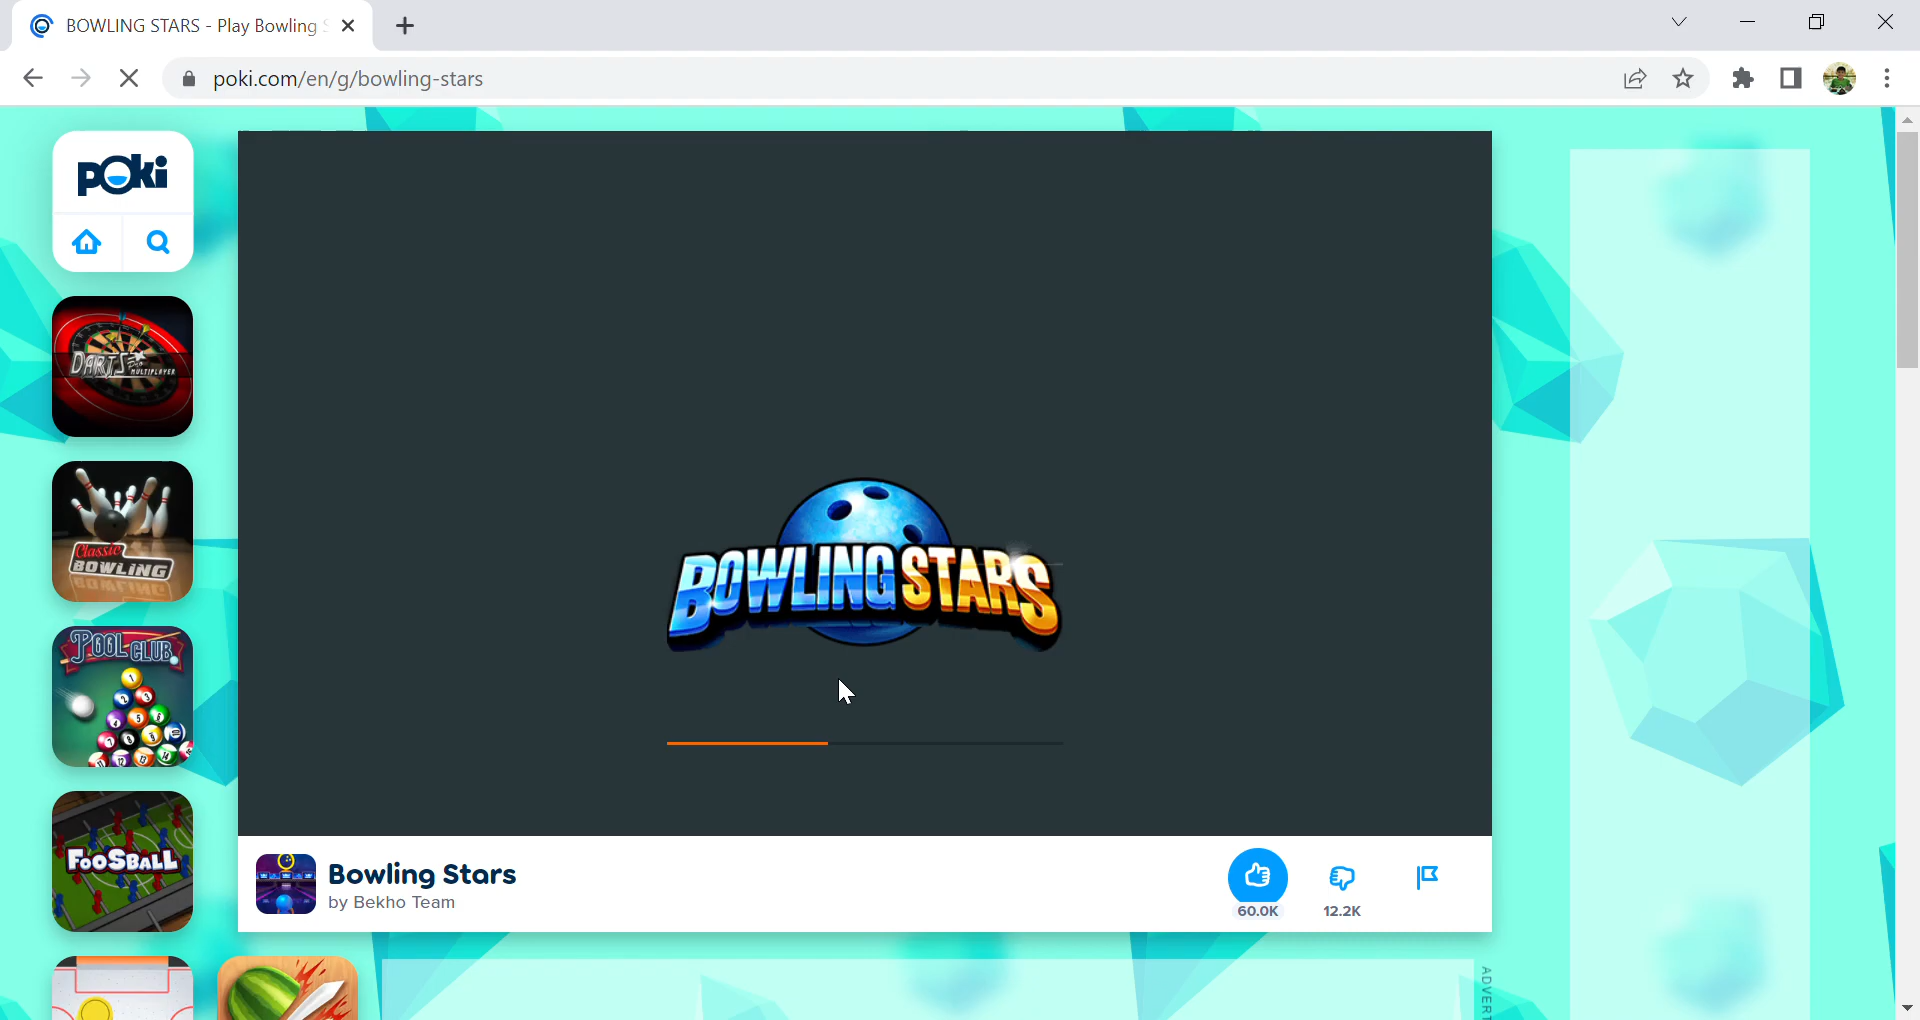 BOWLING STARS - Play Bowling
poki.com/en/g/bowling-stars
poki
DARTS
MULTIPLAYER
Classic
BOWLING
POOL CLUB
FOOSBALL
BOWLING STARS
Bowling Stars
by Bekho Team
60.0K
12.2K
ADVERT